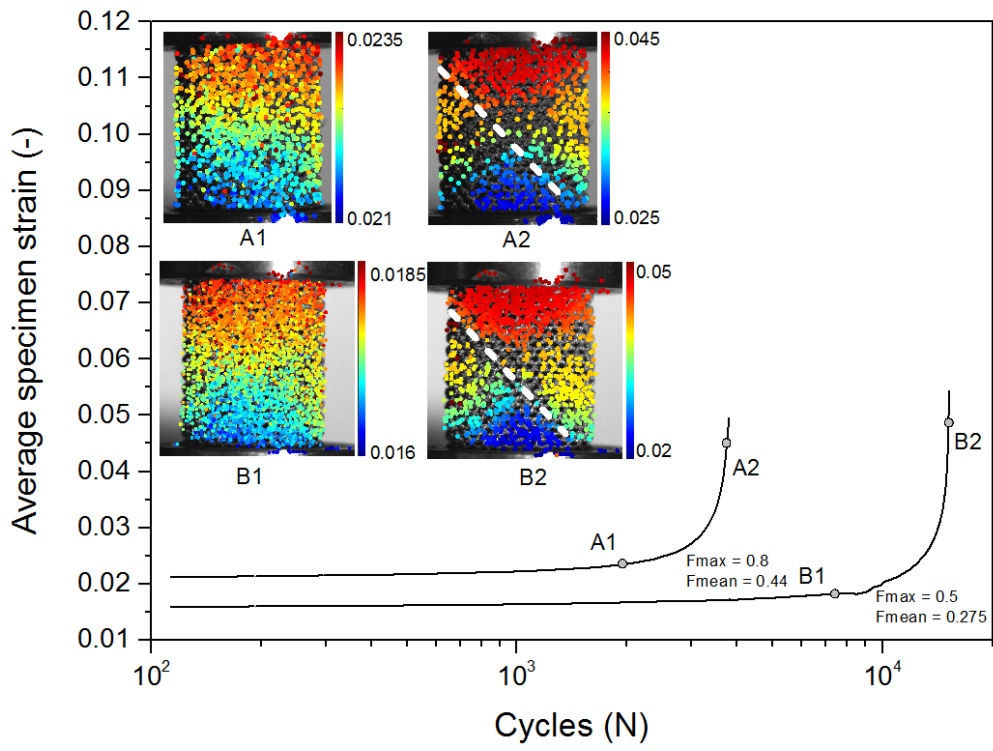 Average specimen strain (-)
0.12
0.11
0.10
0.09
0.08
0.07
0.06
0.05
0.04
0.03
0.02
0.01
0.0235
0.021
A1
0.045
0.025
A2
0.0185
0.016
B1
0.05
0.02
B2
A1
A2
Fmax = 0.8
Fmean = 0.44
B1
B2
Fmax = 0.5
Fmean = 0.275
10²
10³
10⁴
Cycles (N)